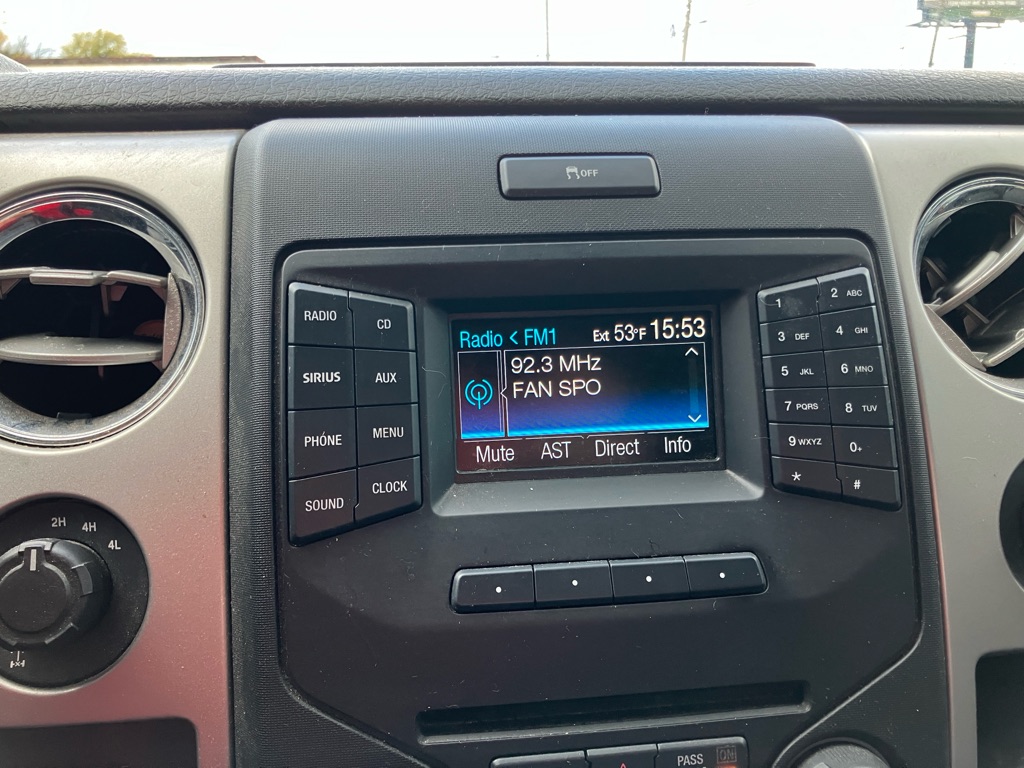 OFF
RADIO
CD
SIRIUS
AUX
PHONE
MENU
SOUND
CLOCK
Radio < FM1 Ext 53°F 15:53
92.3 MHz
FAN SPO
Mute AST Direct Info
1
2 ABC
3 DEF
4 GHI
5 JKL
6 MNO
7 PQRS
8 TUV
9 WXYZ
0+
*
#
2H 4H 4L
PASS